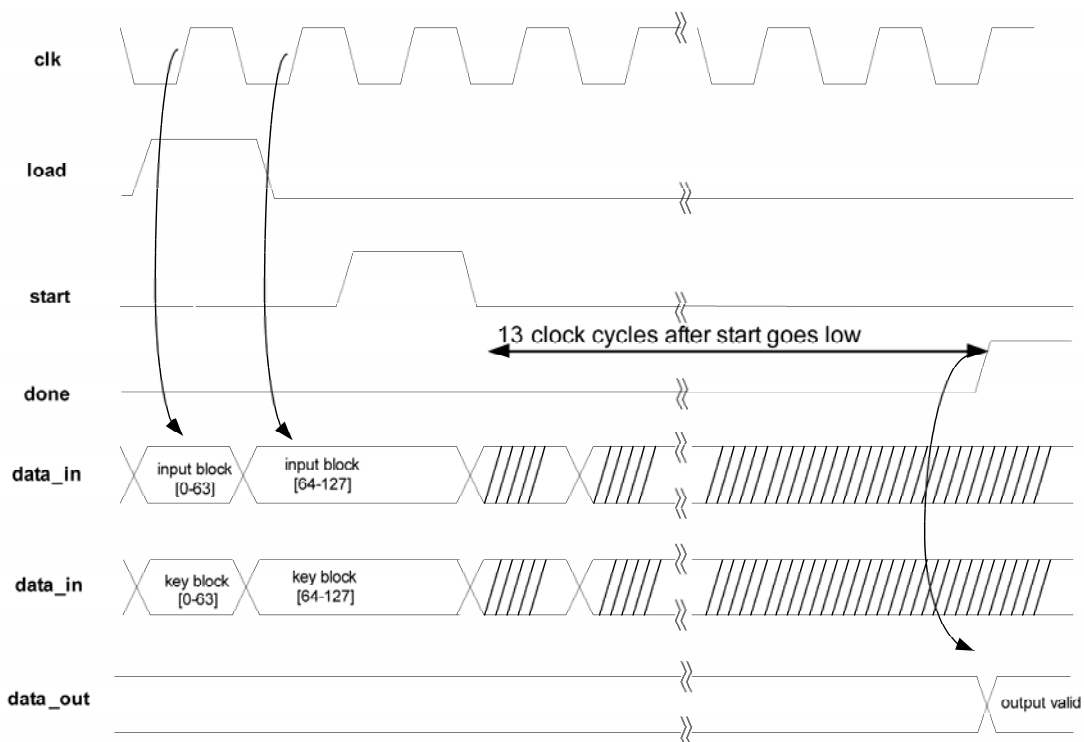 clk
load
start
13 clock cycles after start goes low
done
data_in
input block
[0-63]
input block
[64-127]
data_in
key block
[0-63]
key block
[64-127]
data_out
output valid